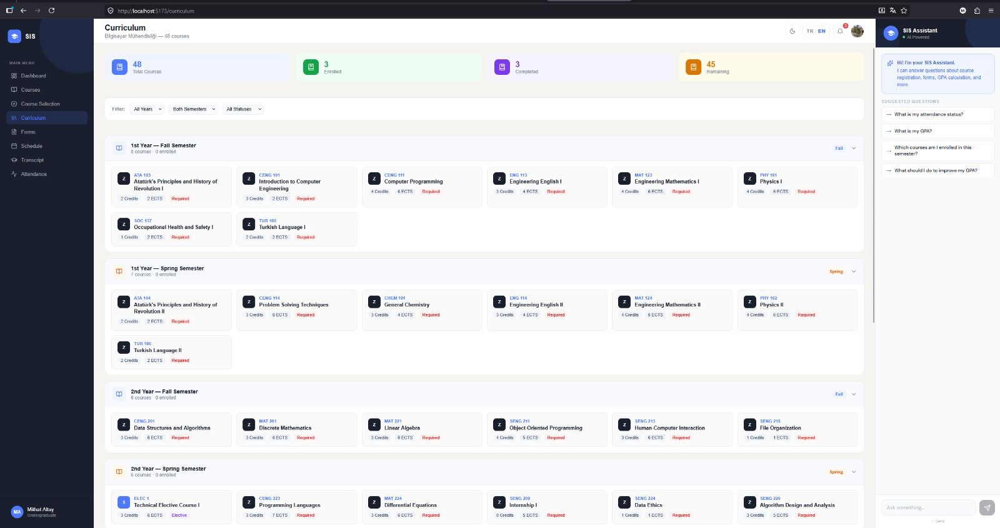 http://localhost:5173/curriculum
SIS
MAIN MENU
Dashboard
Courses
Course Selection
Curriculum
Forms
Schedule
Transcript
Attendance
MA
Mithat Altay
Undergraduate
Curriculum
Bilgisayar Mühendisliği — 48 courses
TR / EN
3
48
Total Courses
3
Enrolled
3
Completed
45
Remaining
Filter:
All Years
Both Semesters
All Statuses
1st Year — Fall Semester
8 courses · 0 enrolled
Fall
Z
ATA 103
Atatürk's Principles and History of
Revolution I
2 Credits 2 ECTS Required
Z
CENG 101
Introduction to Computer
Engineering
3 Credits 2 ECTS Required
Z
CENG 111
Computer Programming
4 Credits 6 ECTS Required
Z
ENG 113
Engineering English I
3 Credits 4 ECTS Required
Z
MAT 123
Engineering Mathematics I
4 Credits 6 ECTS Required
Z
PHY 101
Physics I
4 Credits 6 ECTS Required
Z
SOC 137
Occupational Health and Safety I
1 Credits 2 ECTS Required
Z
TUR 105
Turkish Language I
2 Credits 2 ECTS Required
1st Year — Spring Semester
7 courses · 0 enrolled
Spring
Z
ATA 104
Atatürk's Principles and History of
Revolution II
2 Credits 2 ECTS Required
Z
CENG 114
Problem Solving Techniques
3 Credits 6 ECTS Required
Z
CHEM 101
General Chemistry
3 Credits 4 ECTS Required
Z
ENG 114
Engineering English II
3 Credits 4 ECTS Required
Z
MAT 124
Engineering Mathematics II
4 Credits 6 ECTS Required
Z
PHY 102
Physics II
4 Credits 6 ECTS Required
Z
TUR 106
Turkish Language II
2 Credits 2 ECTS Required
2nd Year — Fall Semester
6 courses · 0 enrolled
Fall
Z
CENG 201
Data Structures and Algorithms
3 Credits 6 ECTS Required
Z
MAT 201
Discrete Mathematics
3 Credits 6 ECTS Required
Z
MAT 221
Linear Algebra
3 Credits 6 ECTS Required
Z
SENG 211
Object-Oriented Programming
4 Credits 5 ECTS Required
Z
SENG 213
Human-Computer Interaction
3 Credits 6 ECTS Required
Z
SENG 215
File Organization
1 Credits 1 ECTS Required
2nd Year — Spring Semester
6 courses · 0 enrolled
Spring
S
ELEC 1
Technical Elective Course I
3 Credits 6 ECTS Elective
Z
CENG 223
Programming Languages
3 Credits 7 ECTS Required
Z
MAT 224
Differential Equations
3 Credits 6 ECTS Required
Z
SENG 200
Internship I
0 Credits 5 ECTS Required
Z
SENG 224
Data Ethics
1 Credits 1 ECTS Required
Z
SENG 226
Algorithm Design and Analysis
3 Credits 5 ECTS Required
SIS Assistant
AI Powered
Hi! I'm your SIS Assistant.
I can answer questions about course
registration, forms, GPA calculation, and
more.
SUGGESTED QUESTIONS
→ What is my attendance status?
→ What is my GPA?
→ Which courses am I enrolled in this
semester?
→ What should I do to improve my GPA?
Ask something...
Send